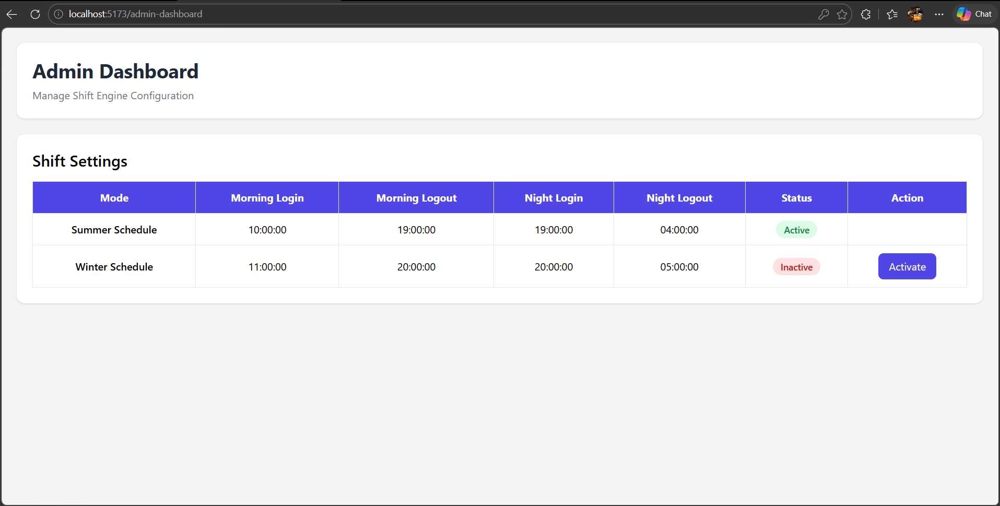 localhost:5173/admin-dashboard
Chat
Admin Dashboard
Manage Shift Engine Configuration
Shift Settings
Mode Morning Login Morning Logout Night Login Night Logout Status Action
Summer Schedule 10:00:00 19:00:00 19:00:00 04:00:00 Active
Winter Schedule 11:00:00 20:00:00 20:00:00 05:00:00 Inactive Activate